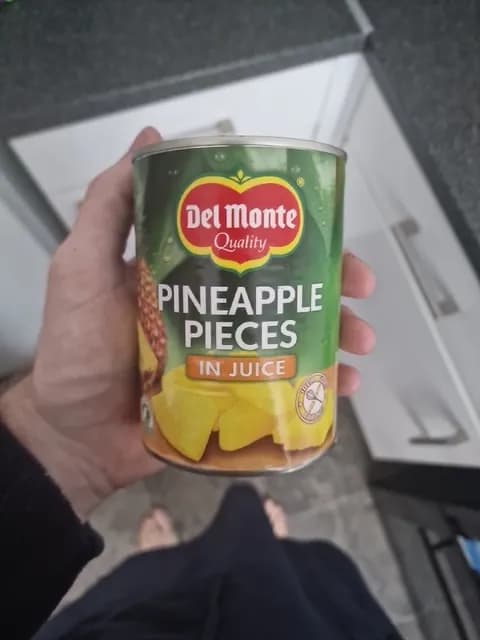 Del Monte
®
Quality
PINEAPPLE
PIECES
IN JUICE